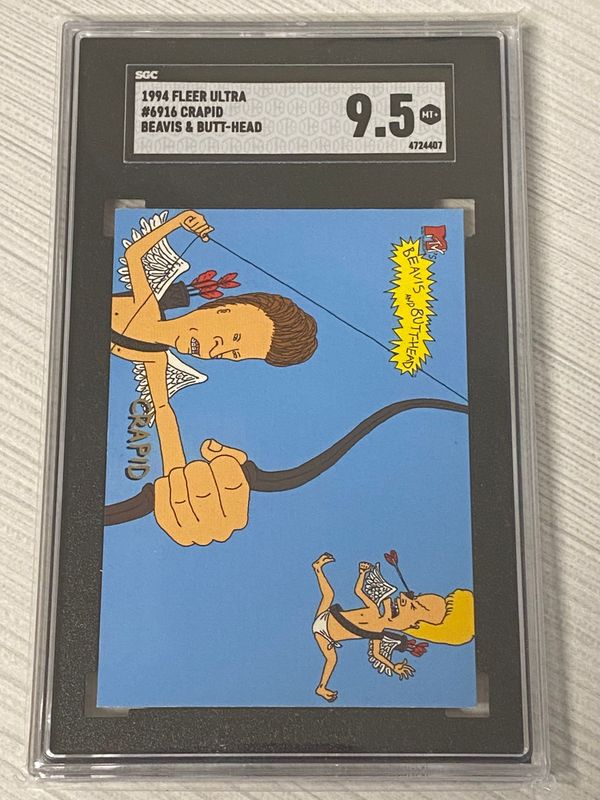 SGC
1994 FLEER ULTRA
#6916 CRAPID
BEAVIS & BUTT-HEAD
9.5
MT+
4724407
MTV'S
BEAVIS
AND BUTT-HEAD
CRAPID